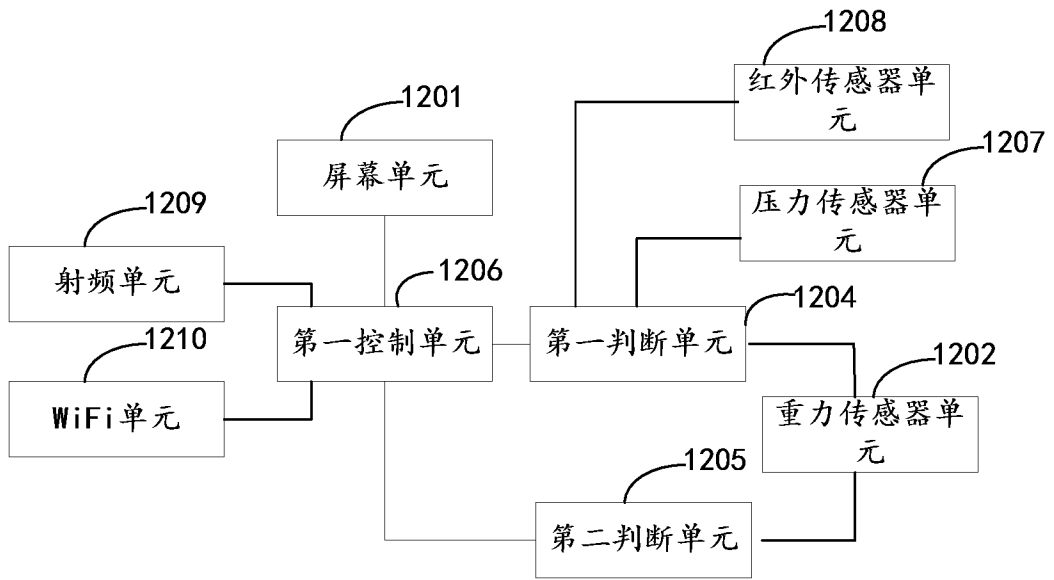 1208
红外传感器单
元
1201
屏幕单元
1207
压力传感器单
元
1209
射频单元
1206
第一控制单元
1204
第一判断单元
1210
WiFi单元
1202
重力传感器单
元
1205
第二判断单元